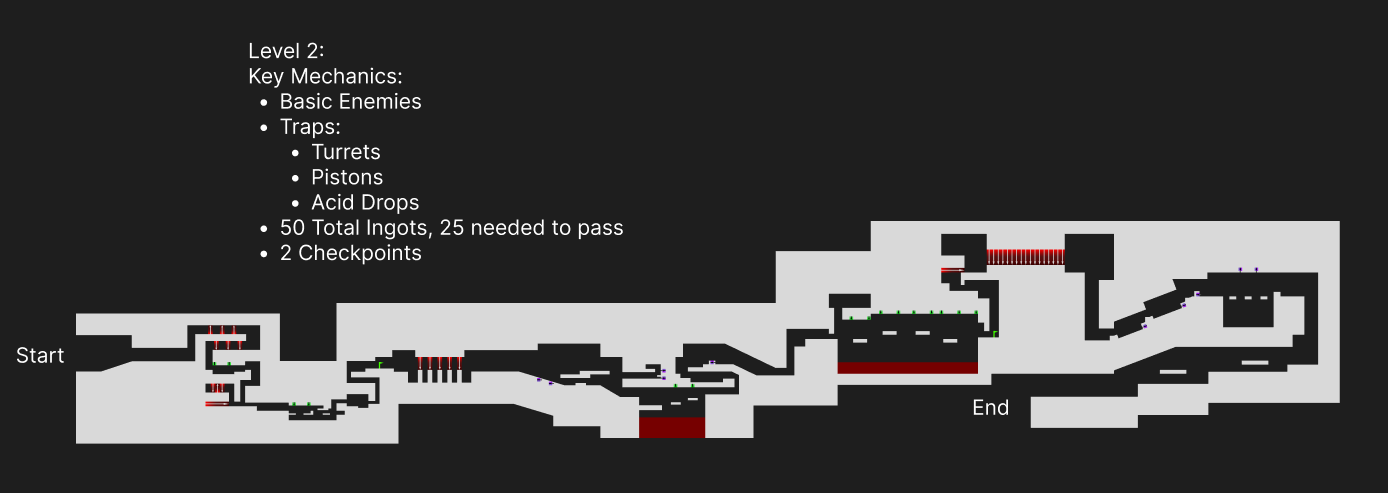 Level 2:
Key Mechanics:
• Basic Enemies
• Traps:
• Turrets
• Pistons
• Acid Drops
• 50 Total Ingots, 25 needed to pass
• 2 Checkpoints
Start
End